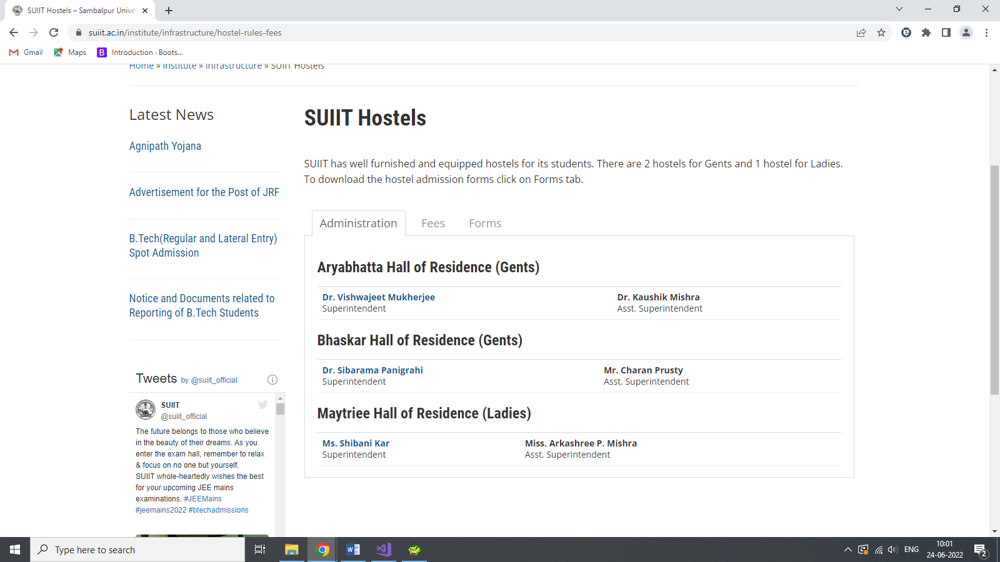 SUIIT Hostels – Sambalpur Unive
suiit.ac.in/institute/infrastructure/hostel-rules-fees
Gmail
Maps
B
Introduction · Boots...
Home » Institute » Infrastructure » SUIIT Hostels
Latest News
Agnipath Yojana
Advertisement for the Post of JRF
B.Tech(Regular and Lateral Entry)
Spot Admission
Notice and Documents related to
Reporting of B.Tech Students
Tweets by @suiit_official
SUIIT
@suiit_official
The future belongs to those who believe
in the beauty of their dreams. As you
enter the exam hall, remember to relax
& focus on no one but yourself.
SUIIT whole-heartedly wishes the best
for your upcoming JEE mains
examinations. #JEEMains
#jeemains2022 #btechadmissions
SUIIT Hostels
SUIIT has well furnished and equipped hostels for its students. There are 2 hostels for Gents and 1 hostel for Ladies.
To download the hostel admission forms click on Forms tab.
Administration
Fees
Forms
Aryabhatta Hall of Residence (Gents)
Dr. Vishwajeet Mukherjee
Superintendent
Dr. Kaushik Mishra
Asst. Superintendent
Bhaskar Hall of Residence (Gents)
Dr. Sibarama Panigrahi
Superintendent
Mr. Charan Prusty
Asst. Superintendent
Maytriee Hall of Residence (Ladies)
Ms. Shibani Kar
Superintendent
Miss. Arkashree P. Mishra
Asst. Superintendent
Type here to search
ENG
10:01
24-06-2022
2